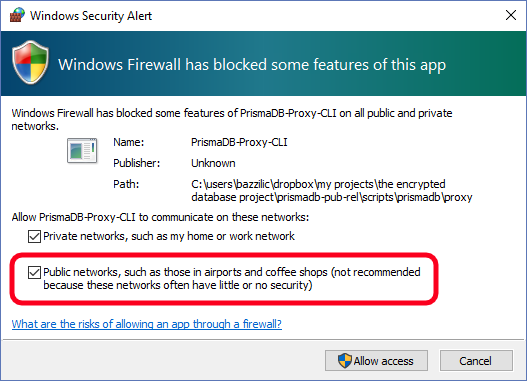 Windows Security Alert
Windows Firewall has blocked some features of this app
Windows Firewall has blocked some features of PrismaDB-Proxy-CLI on all public and private
networks.
Name: PrismaDB-Proxy-CLI
Publisher: Unknown
Path: C:\users\bazzilic\dropbox\my projects\the encrypted
database project\prismadb-pub-rel\scripts\prismadb\proxy
Allow PrismaDB-Proxy-CLI to communicate on these networks:
Private networks, such as my home or work network
Public networks, such as those in airports and coffee shops (not recommended
because these networks often have little or no security)
What are the risks of allowing an app through a firewall?
Allow access Cancel